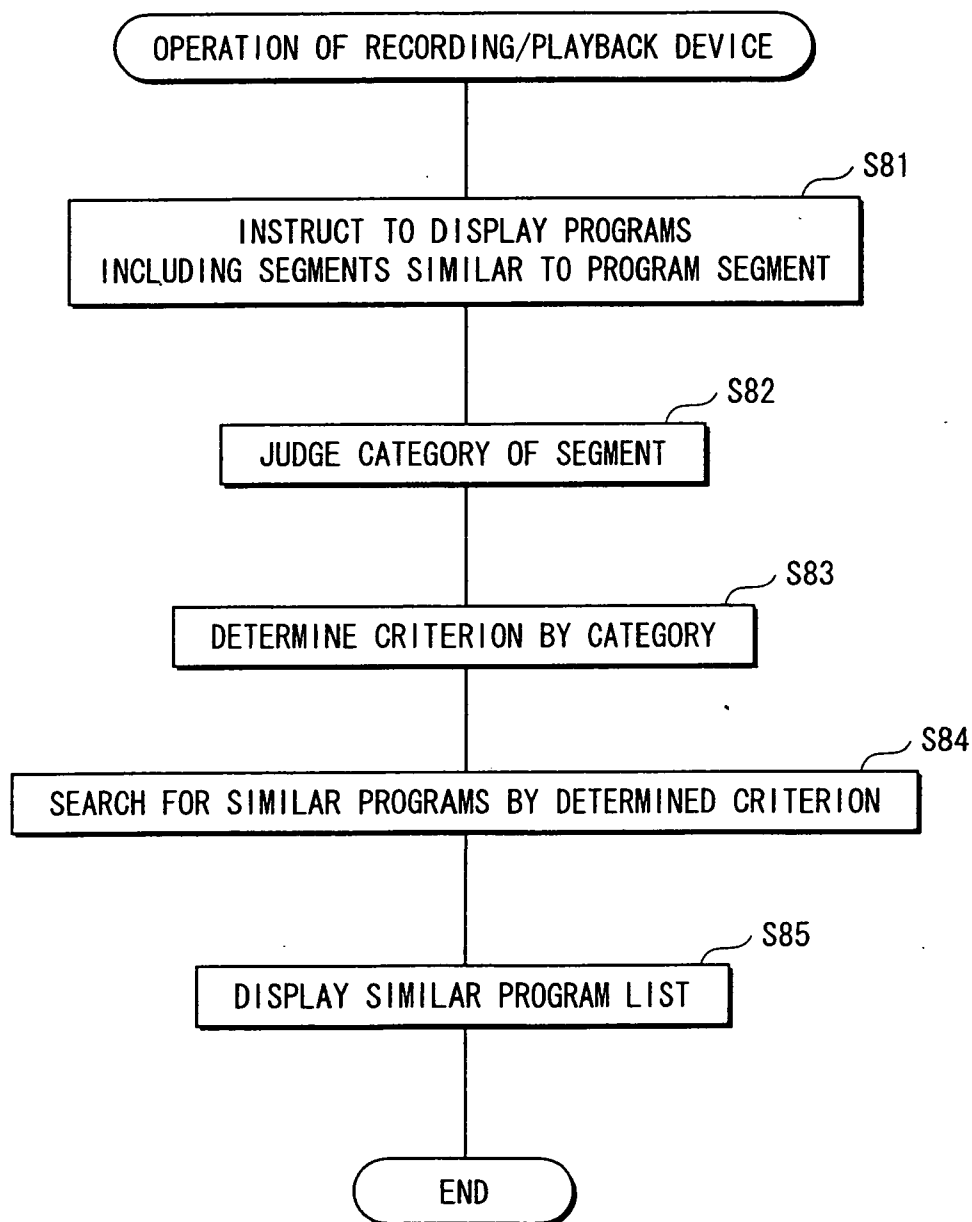 OPERATION OF RECORDING/PLAYBACK DEVICE
S81
INSTRUCT TO DISPLAY PROGRAMS
INCLUDING SEGMENTS SIMILAR TO PROGRAM SEGMENT
S82
JUDGE CATEGORY OF SEGMENT
S83
DETERMINE CRITERION BY CATEGORY
S84
SEARCH FOR SIMILAR PROGRAMS BY DETERMINED CRITERION
S85
DISPLAY SIMILAR PROGRAM LIST
END